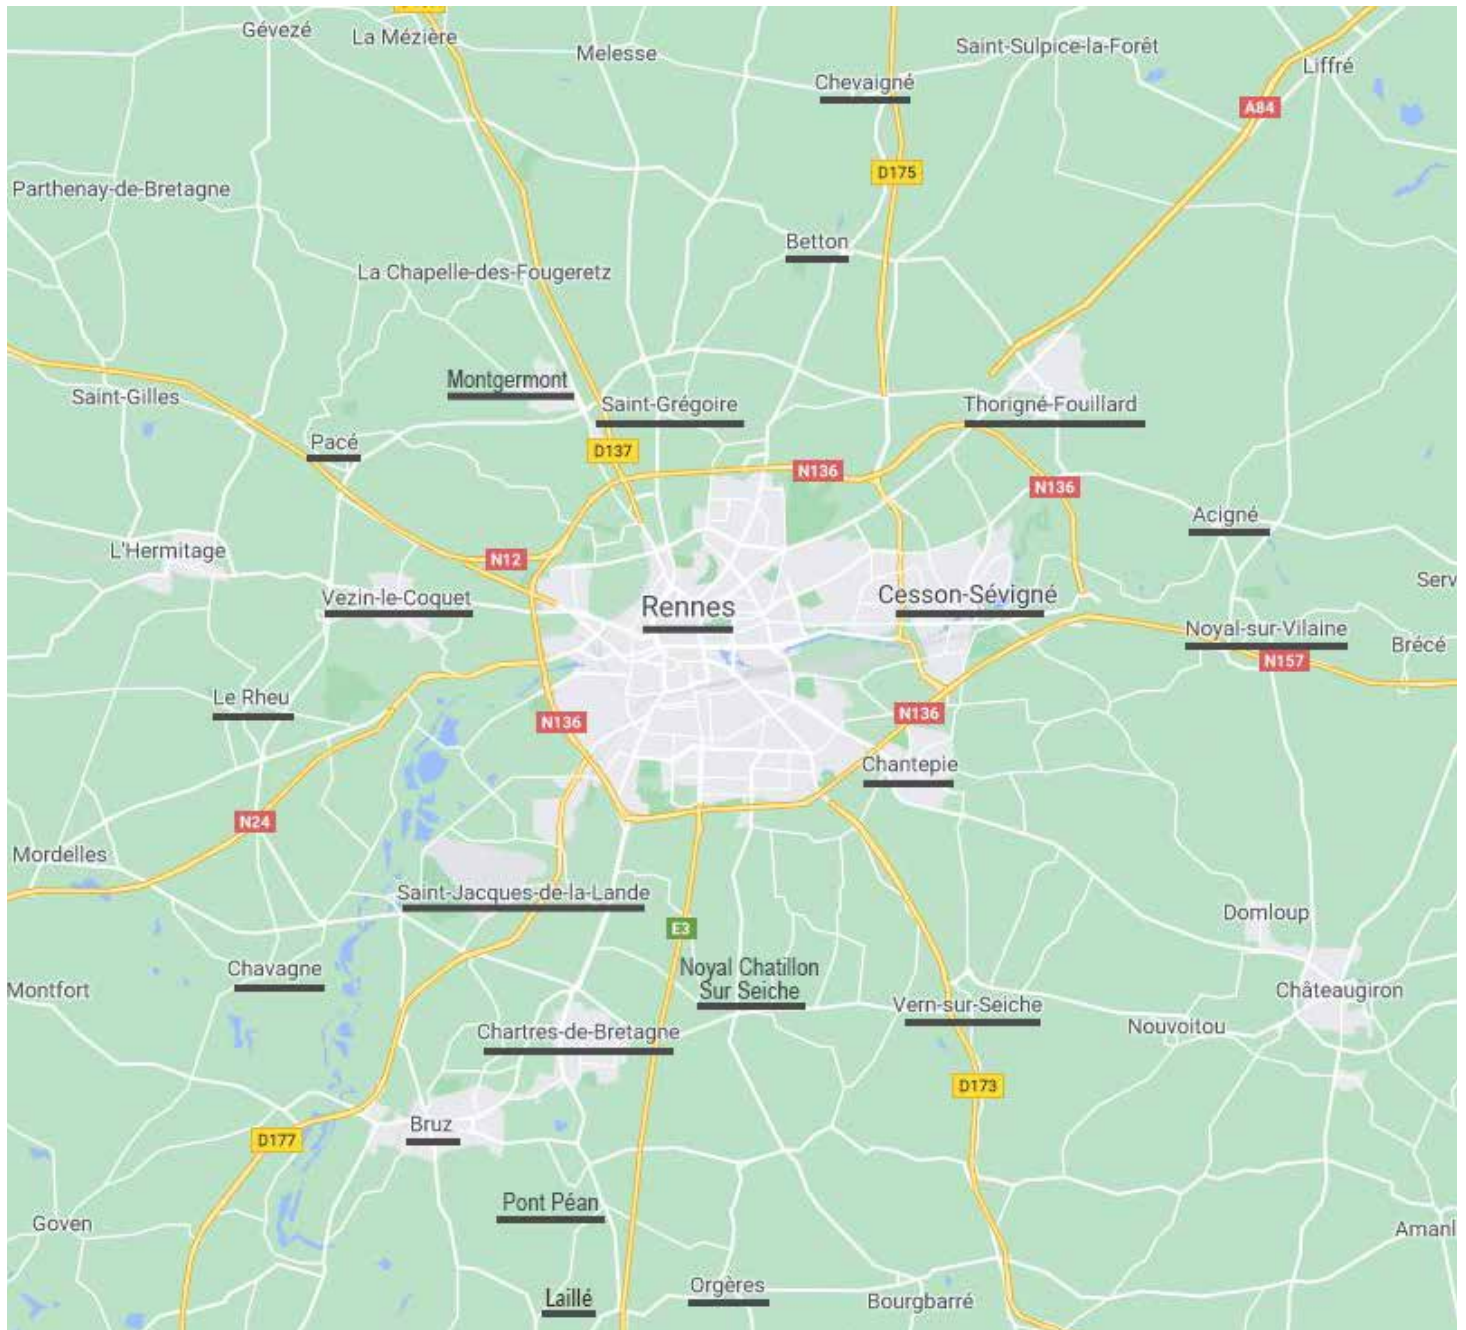 Gévezé
La Mézière
Melesse
Saint-Sulpice-la-Forêt
Liffré
Chevaigné
A84
D175
Parthenay-de-Bretagne
Betton
La Chapelle-des-Fougeretz
Montgermont
Saint-Gilles
Saint-Grégoire
Thorigné-Fouillard
Pacé
D137
N136
N136
Acigné
L'Hermitage
N12
Serv
Vezin-le-Coquet
Rennes
Cesson-Sévigné
Noyal-sur-Vilaine
Brécé
N157
Le Rheu
N136
N136
Chantepie
N24
Mordelles
Saint-Jacques-de-la-Lande
Domloup
E3
Chavagne
Noyal Chatillon
Sur Seiche
Montfort
Châteaugiron
Vern-sur-Seiche
Nouvoitou
Chartres-de-Bretagne
D173
Bruz
D177
Pont Péan
Goven
Amanl
Laillé
Orgères
Bourgbarré